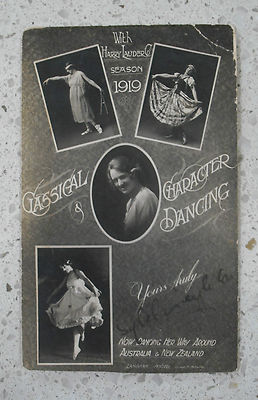 With
Harry Lauder Co
SEASON
1919
CLASSICAL
&
CHARACTER
DANCING
Yours truly
NOW DANCING HER WAY AROUND
AUSTRALIA & NEW ZEALAND